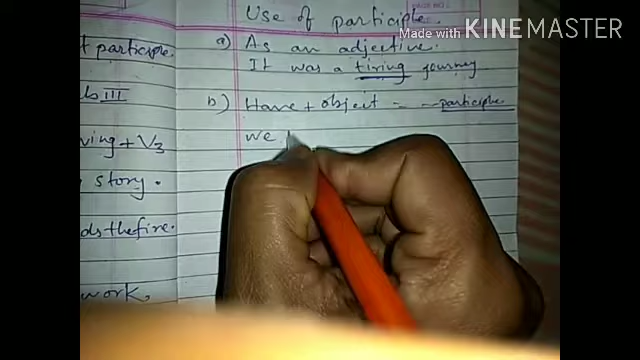 Use of participle.
Made with KINEMASTER
t participle.
a) As an adjective.
It was a tiring journey
III
b) Have + object - - participle
ving + V3
we
story.
ds the fire.
work,